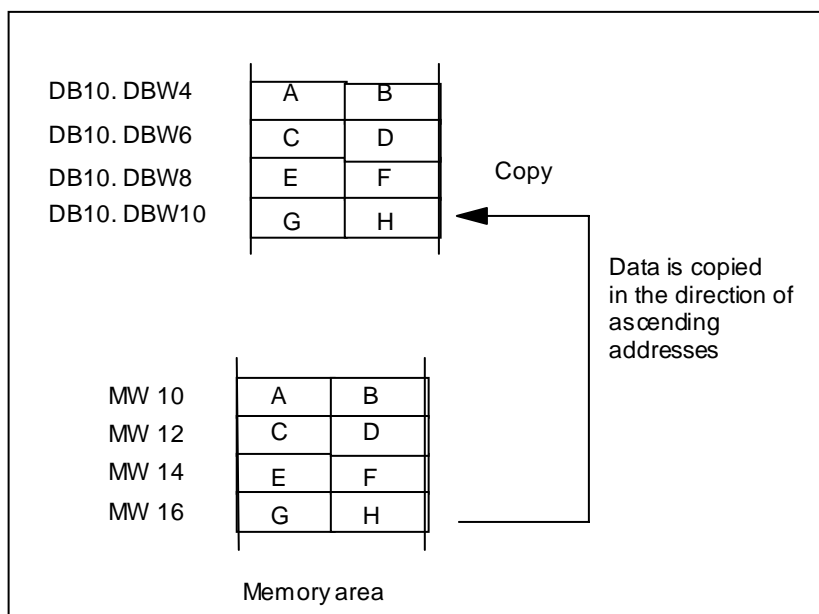 DB10. DBW4 A B
DB10. DBW6 C D
DB10. DBW8 E F
DB10. DBW10 G H
Copy
Data is copied
in the direction of
ascending
addresses
MW 10 A B
MW 12 C D
MW 14 E F
MW 16 G H
Memory area